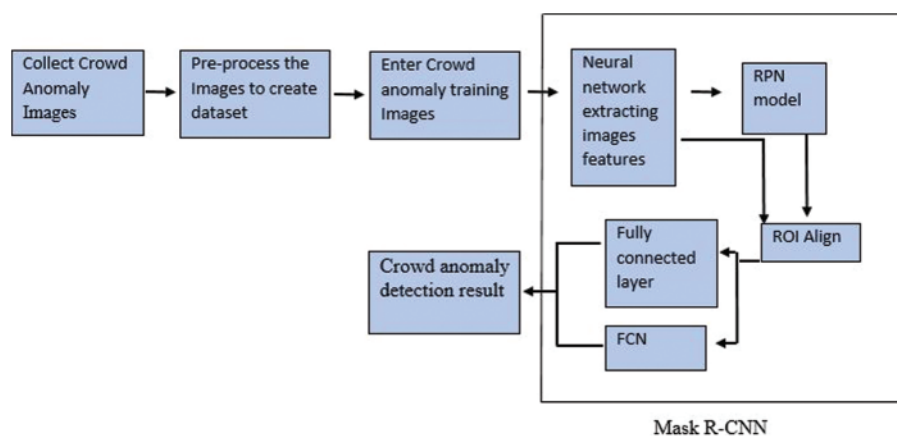 Collect Crowd
Anomaly
Images
Pre-process the
Images to create
dataset
Enter Crowd
anomaly training
Images
Neural
network
extracting
images
features
RPN
model
ROI Align
Fully
connected
layer
FCN
Crowd anomaly
detection result
Mask R-CNN